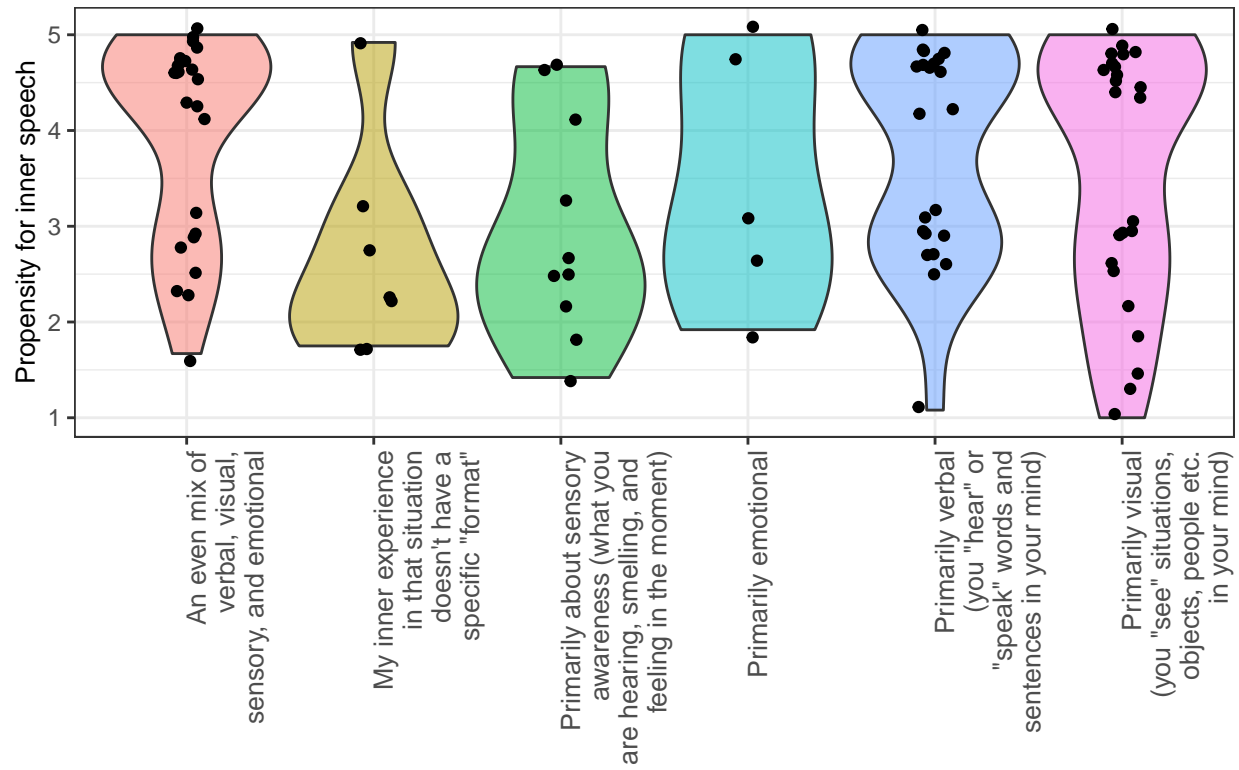 Propensity for inner speech
5
4
3
2
1
An even mix of
verbal, visual,
sensory, and emotional
My inner experience
in that situation
doesn't have a
specific "format"
Primarily about sensory
awareness (what you
are hearing, smelling, and
feeling in the moment)
Primarily emotional
Primarily verbal
(you "hear" or
"speak" words and
sentences in your mind)
Primarily visual
(you "see" situations,
objects, people etc.
in your mind)